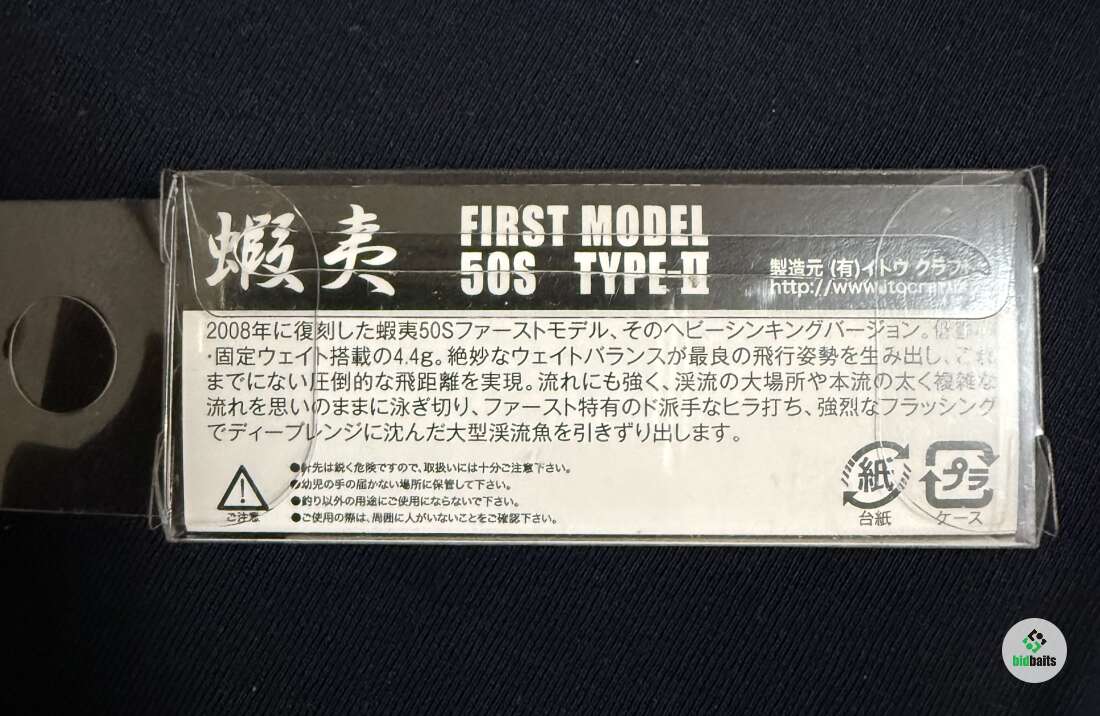 蝦夷
FIRST MODEL
50S TYPE-II
製造元 (有)イトウ クラフト
2008年に復刻した蝦夷50Sファーストモデル、そのヘビーシンキングバージョン。
・固定ウェイト搭載の4.4g。絶妙なウェイトバランスが最良の飛行姿勢を生み出し、これ
までにない圧倒的な飛距離を実現。流れにも強く、渓流の大場所や本流の太く複雑な
流れを思いのままに泳ぎ切り、ファースト特有のド派手なヒラ打ち、強烈なフラッシング
でディープレンジに沈んだ大型渓流魚を引きずり出します。
●針先は鋭く危険ですので、取扱いには十分ご注意下さい。
●幼児の手の届かない場所に保管して下さい。
●釣り以外の用途にご使用にならないで下さい。
●ご使用の際は、周囲に人がいないことをご確認下さい。
ご注意
紙
台紙
プラ
ケース
bidbaits